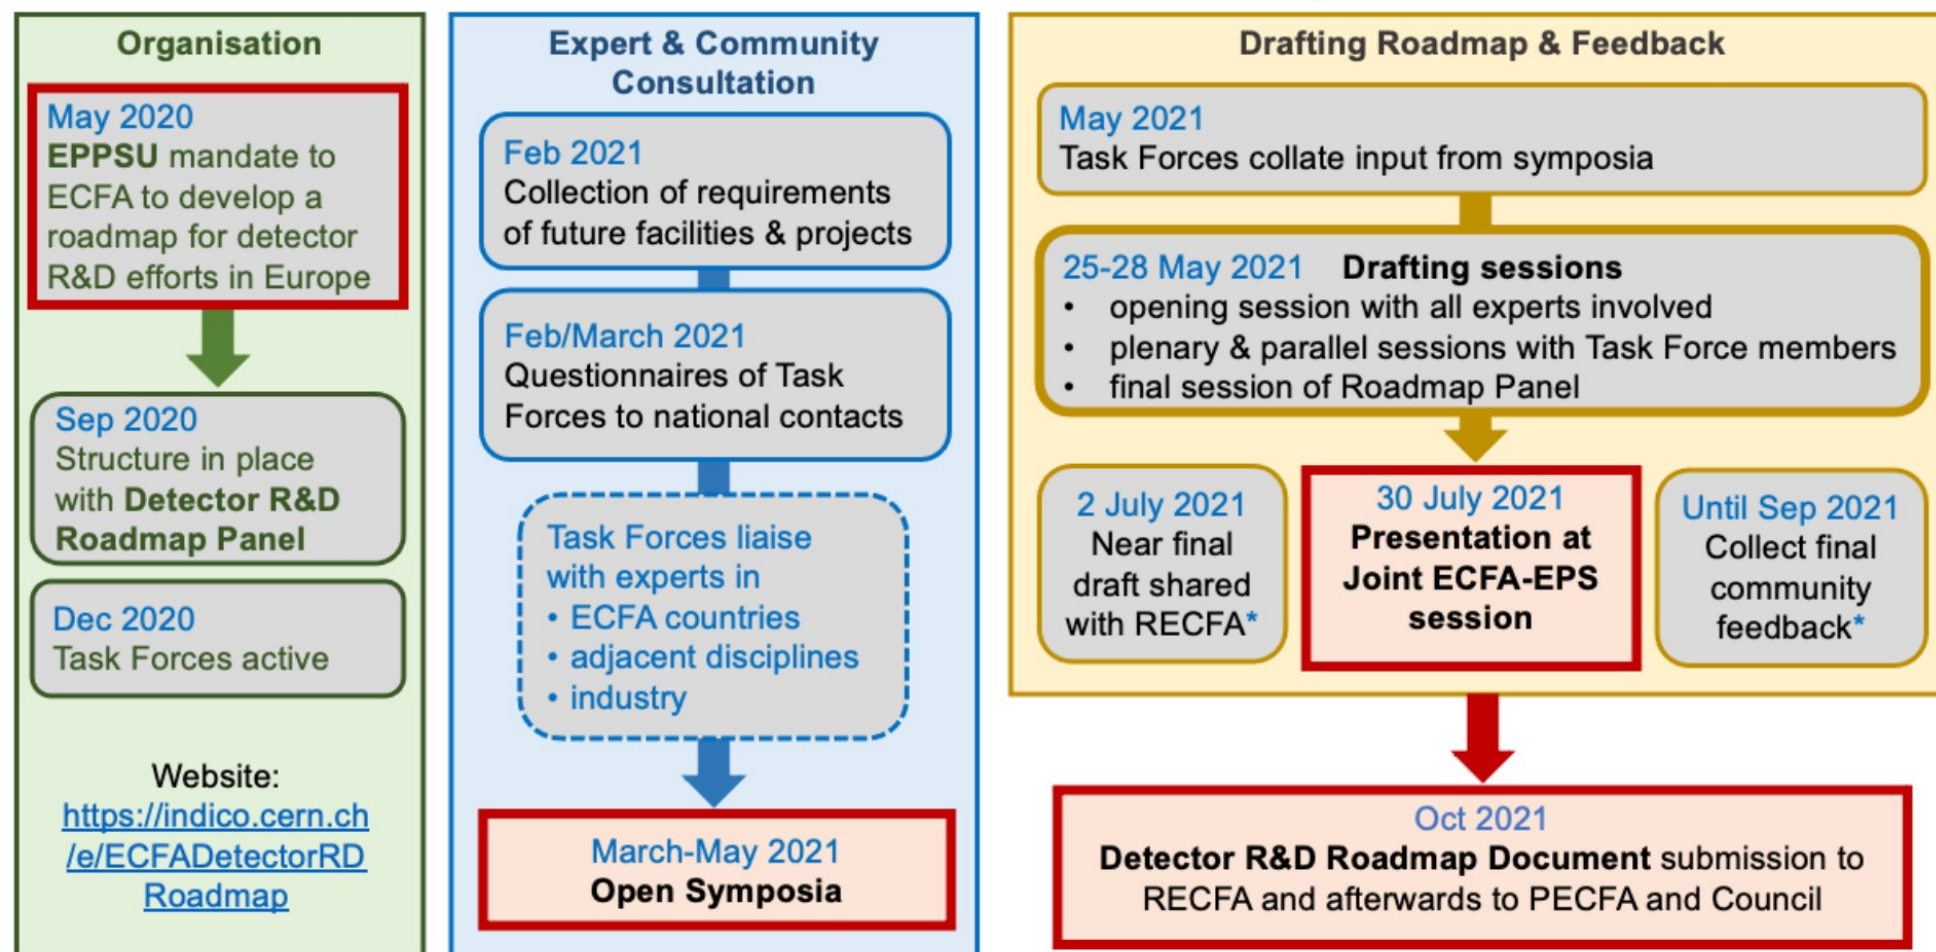 Organisation
May 2020
EPPSU mandate to
ECFA to develop a
roadmap for detector
R&D efforts in Europe
Sep 2020
Structure in place
with Detector R&D
Roadmap Panel
Dec 2020
Task Forces active
Website:
https://indico.cern.ch
/e/ECFADetectorRD
Roadmap
Expert & Community
Consultation
Feb 2021
Collection of requirements
of future facilities & projects
Feb/March 2021
Questionnaires of Task
Forces to national contacts
Task Forces liaise
with experts in
• ECFA countries
• adjacent disciplines
• industry
March-May 2021
Open Symposia
Drafting Roadmap & Feedback
May 2021
Task Forces collate input from symposia
25-28 May 2021 Drafting sessions
• opening session with all experts involved
• plenary & parallel sessions with Task Force members
• final session of Roadmap Panel
2 July 2021
Near final
draft shared
with RECFA*
30 July 2021
Presentation at
Joint ECFA-EPS
session
Until Sep 2021
Collect final
community
feedback*
Oct 2021
Detector R&D Roadmap Document submission to
RECFA and afterwards to PECFA and Council